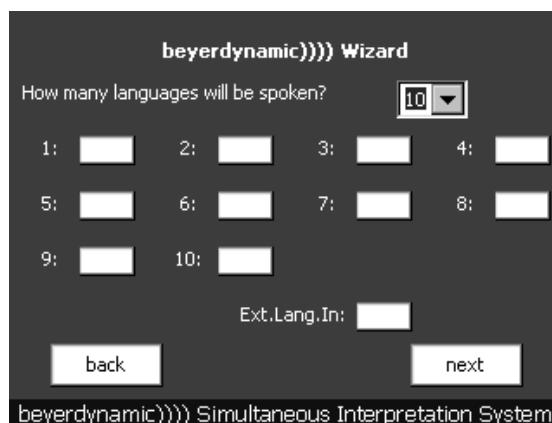 beyerdynamic)))) Wizard
How many languages will be spoken? 10
1: 2: 3: 4:
5: 6: 7: 8:
9: 10:
Ext.Lang.In:
back next
beyerdynamic)))) Simultaneous Interpretation System